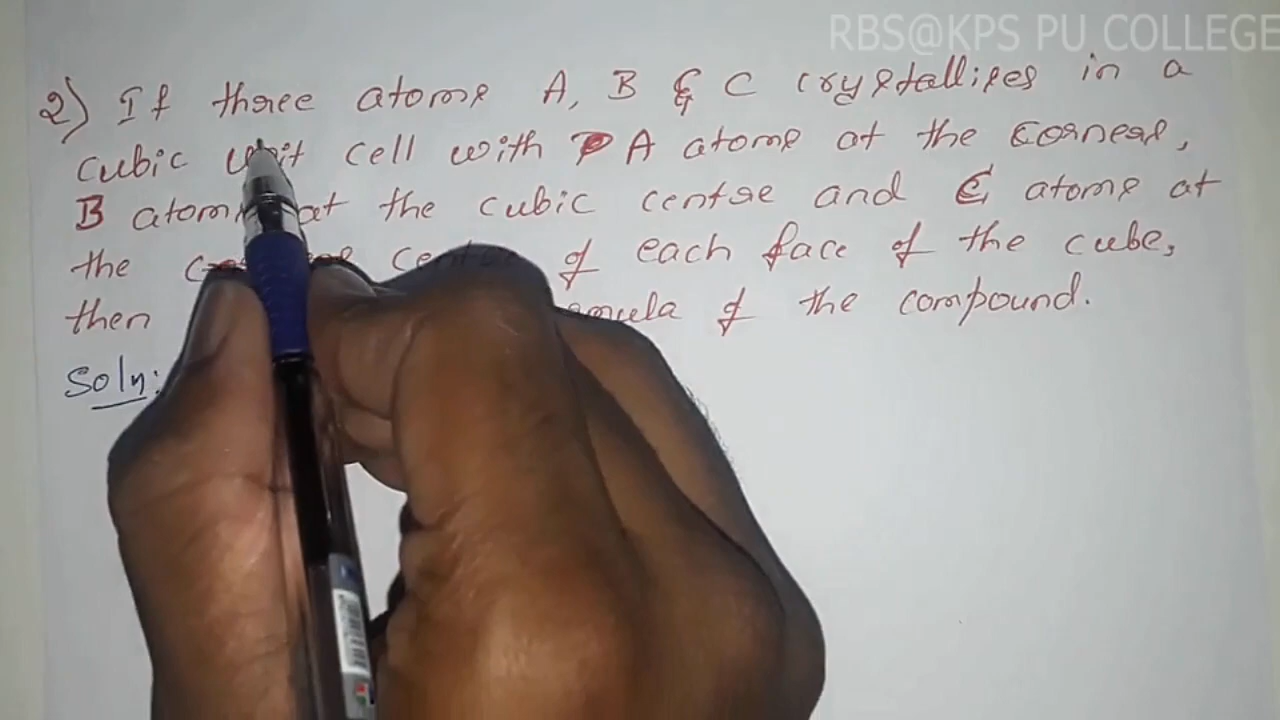 RBS@KPS PU COLLEGE
2) If three atoms A, B & C crystallises in a
cubic unit cell with A atoms at the corners,
B atoms at the cubic centre and C atoms at
the of each face of the cube,
then of the compound.
Soln: